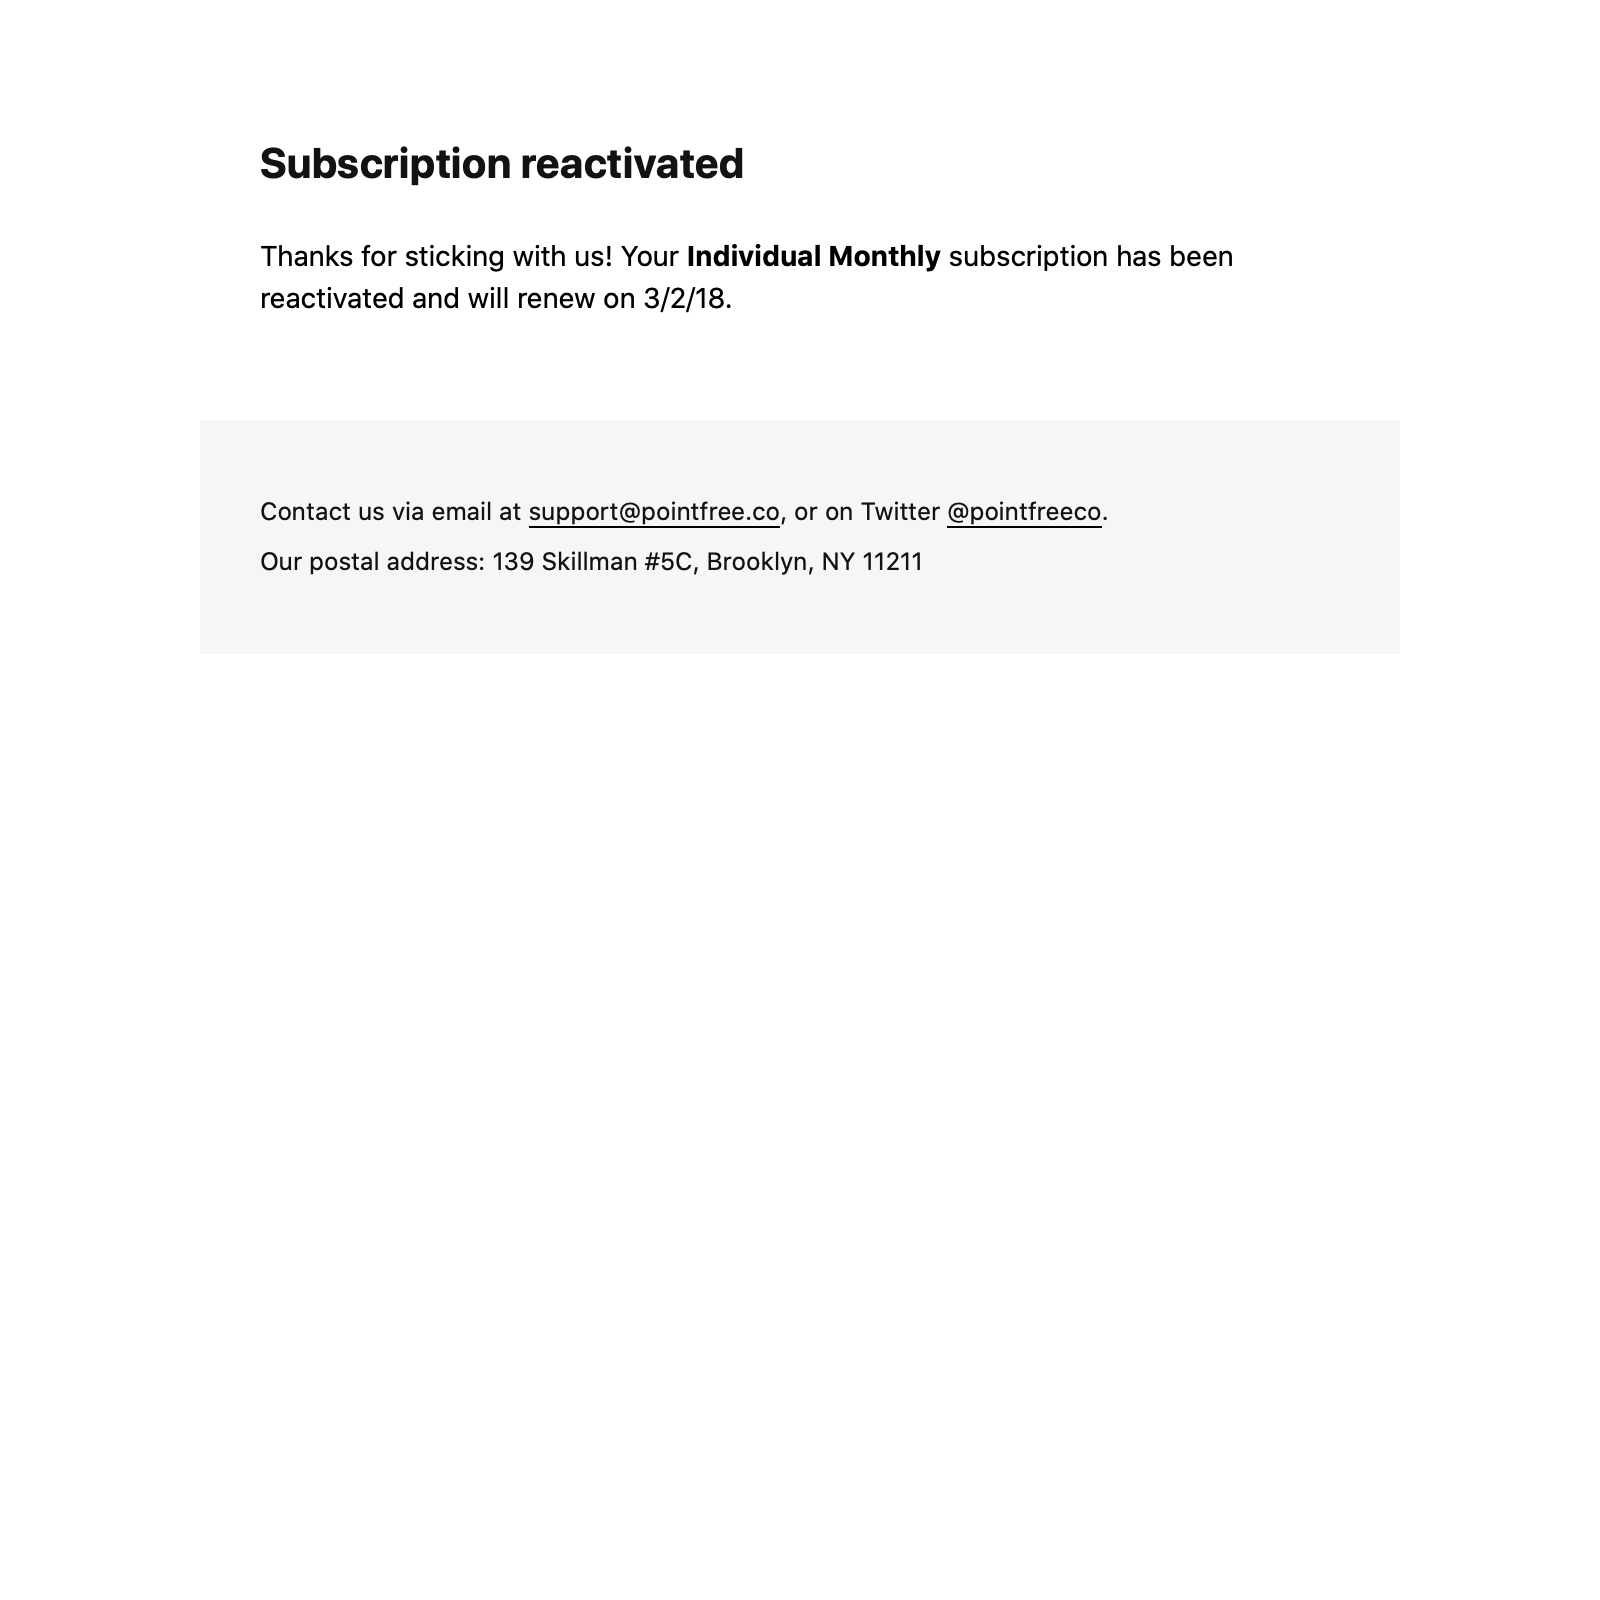 Subscription reactivated
Thanks for sticking with us! Your Individual Monthly subscription has been
reactivated and will renew on 3/2/18.
Contact us via email at support@pointfree.co, or on Twitter @pointfreeco.
Our postal address: 139 Skillman #5C, Brooklyn, NY 11211